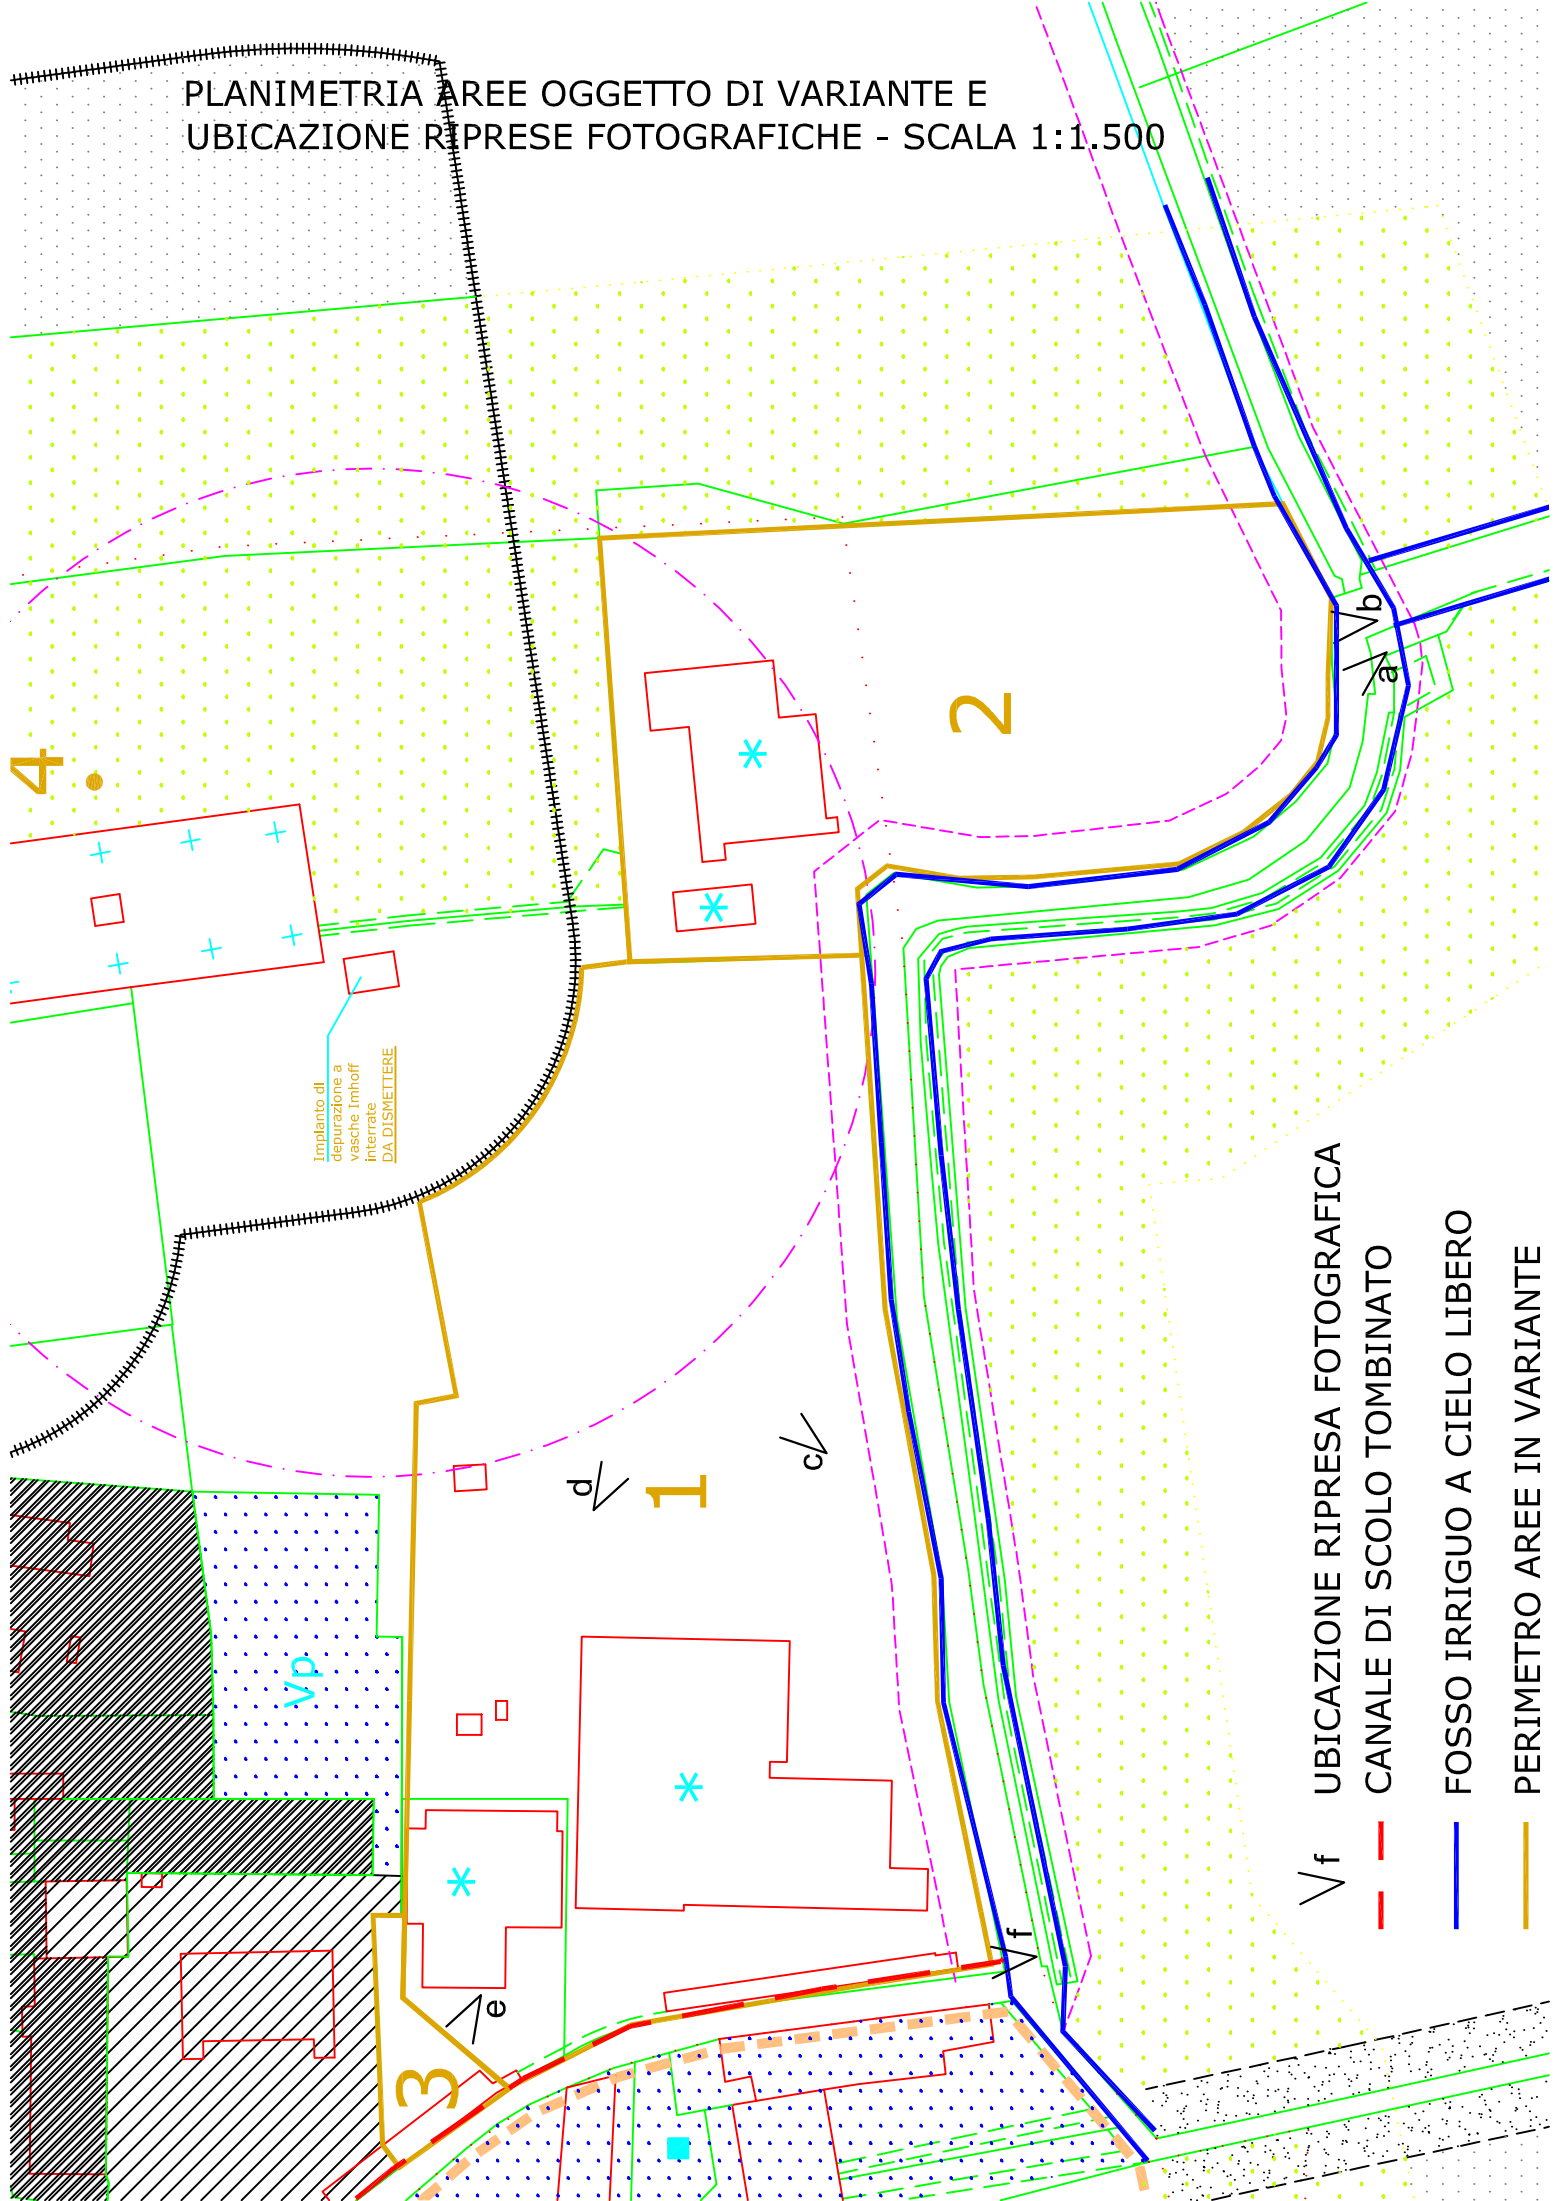 PLANIMETRIA AREE OGGETTO DI VARIANTE E
UBICAZIONE RIPRESE FOTOGRAFICHE - SCALA 1:1.500
4
2
b
a
Implanto di
depurazione a
vasche Imhoff
interrate
DA DISMETTERE
d
c
1
Vp
e
f
3
f
UBICAZIONE RIPRESA FOTOGRAFICA
CANALE DI SCOLO TOMBINATO
FOSSO IRRIGUO A CIELO LIBERO
PERIMETRO AREE IN VARIANTE